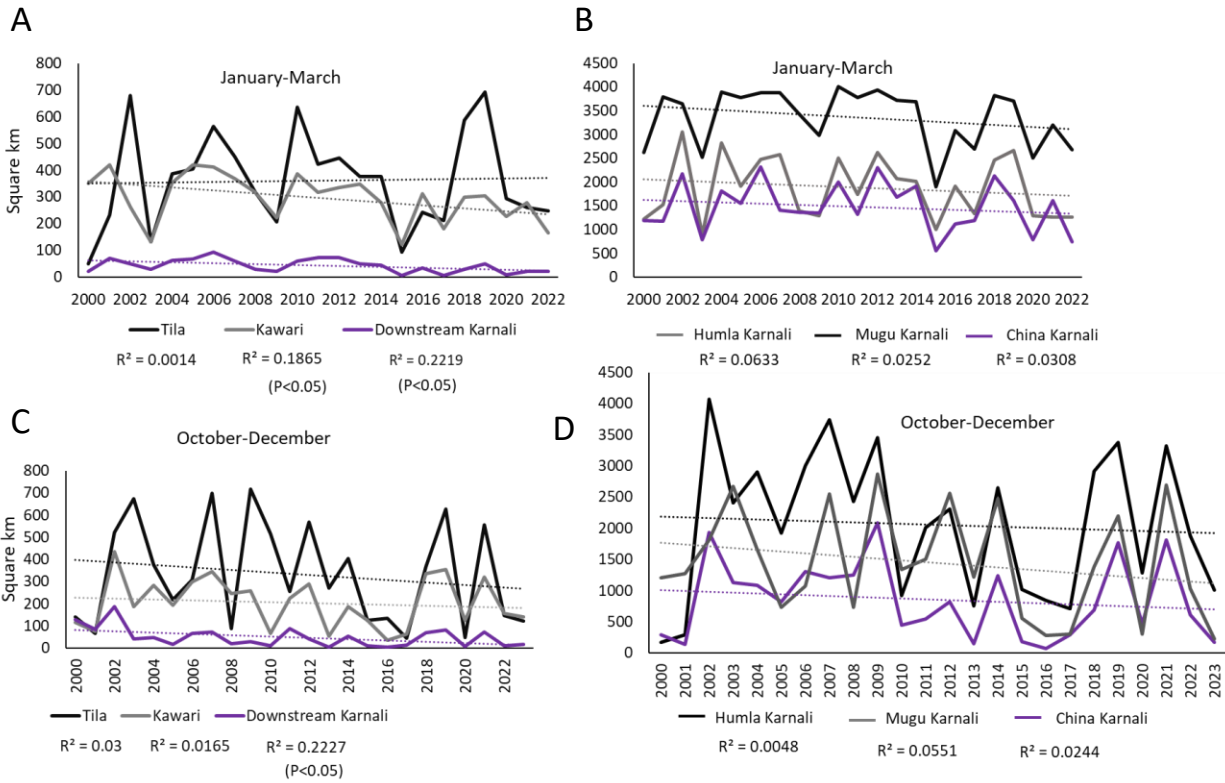 A
January-March
Square km
800
700
600
500
400
300
200
100
0
2000 2002 2004 2006 2008 2010 2012 2014 2016 2018 2020 2022
Tila Kawari Downstream Karnali
R² = 0.0014 R² = 0.1865 R² = 0.2219
(P<0.05) (P<0.05)
B
January-March
4500
4000
3500
3000
2500
2000
1500
1000
500
0
2000 2002 2004 2006 2008 2010 2012 2014 2016 2018 2020 2022
Humla Karnali Mugu Karnali China Karnali
R² = 0.0633 R² = 0.0252 R² = 0.0308
C
October-December
Square km
800
700
600
500
400
300
200
100
0
2000 2002 2004 2006 2008 2010 2012 2014 2016 2018 2020 2022
Tila Kawari Downstream Karnali
R² = 0.03 R² = 0.0165 R² = 0.2227
(P<0.05)
D
October-December
4500
4000
3500
3000
2500
2000
1500
1000
500
0
2000 2001 2002 2003 2004 2005 2006 2007 2008 2009 2010 2011 2012 2013 2014 2015 2016 2017 2018 2019 2020 2021 2022 2023
Humla Karnali Mugu Karnali China Karnali
R² = 0.0048 R² = 0.0551 R² = 0.0244